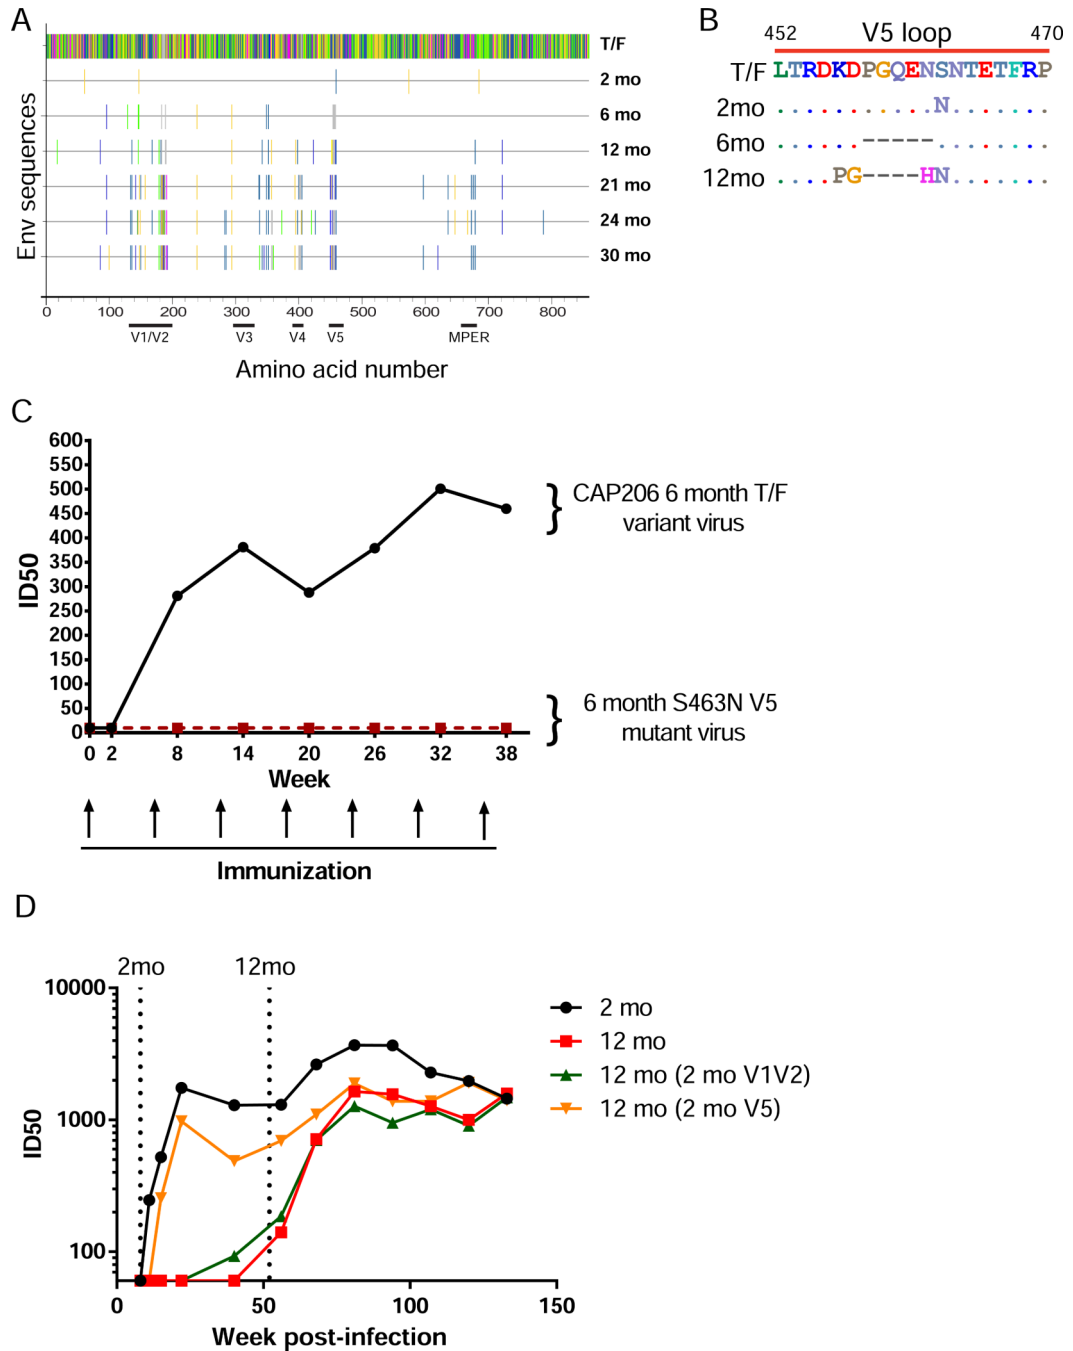 A
T/F
2 mo
6 mo
12 mo
21 mo
24 mo
30 mo
Env sequences
0 100 200 300 400 500 600 700 800
V1/V2 V3 V4 V5 MPER
Amino acid number
B
452 V5 loop 470
T/F LTRDKDPGQENSNTETFRP
2mo . . . . . . . . . . . N . . . . . . .
6mo . . . . . . ----- . . . . . . . .
12mo . . . . PG----HN . . . . . . .
C
600
550
500
450
400
350
300
250
200
150
100
50
0
ID50
0 2 8 14 20 26 32 38
Week
Immunization
CAP206 6 month T/F
variant virus
6 month S463N V5
mutant virus
D
2mo 12mo
10000
1000
100
ID50
0 50 100 150
Week post-infection
2 mo
12 mo
12 mo (2 mo V1V2)
12 mo (2 mo V5)